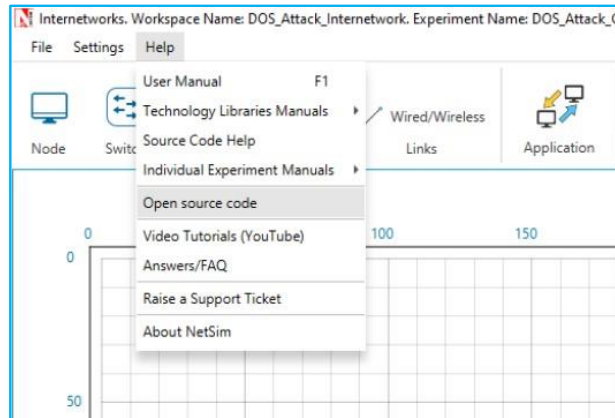 Internetworks. Workspace Name: DOS_Attack_Internetwork. Experiment Name: DOS_Attack_
File Settings Help
User Manual F1
Technology Libraries Manuals
Source Code Help
Individual Experiment Manuals
Open source code
Video Tutorials (YouTube)
Answers/FAQ
Raise a Support Ticket
About NetSim
Node
Wired/Wireless
Links
Application
0 100 150
0
50